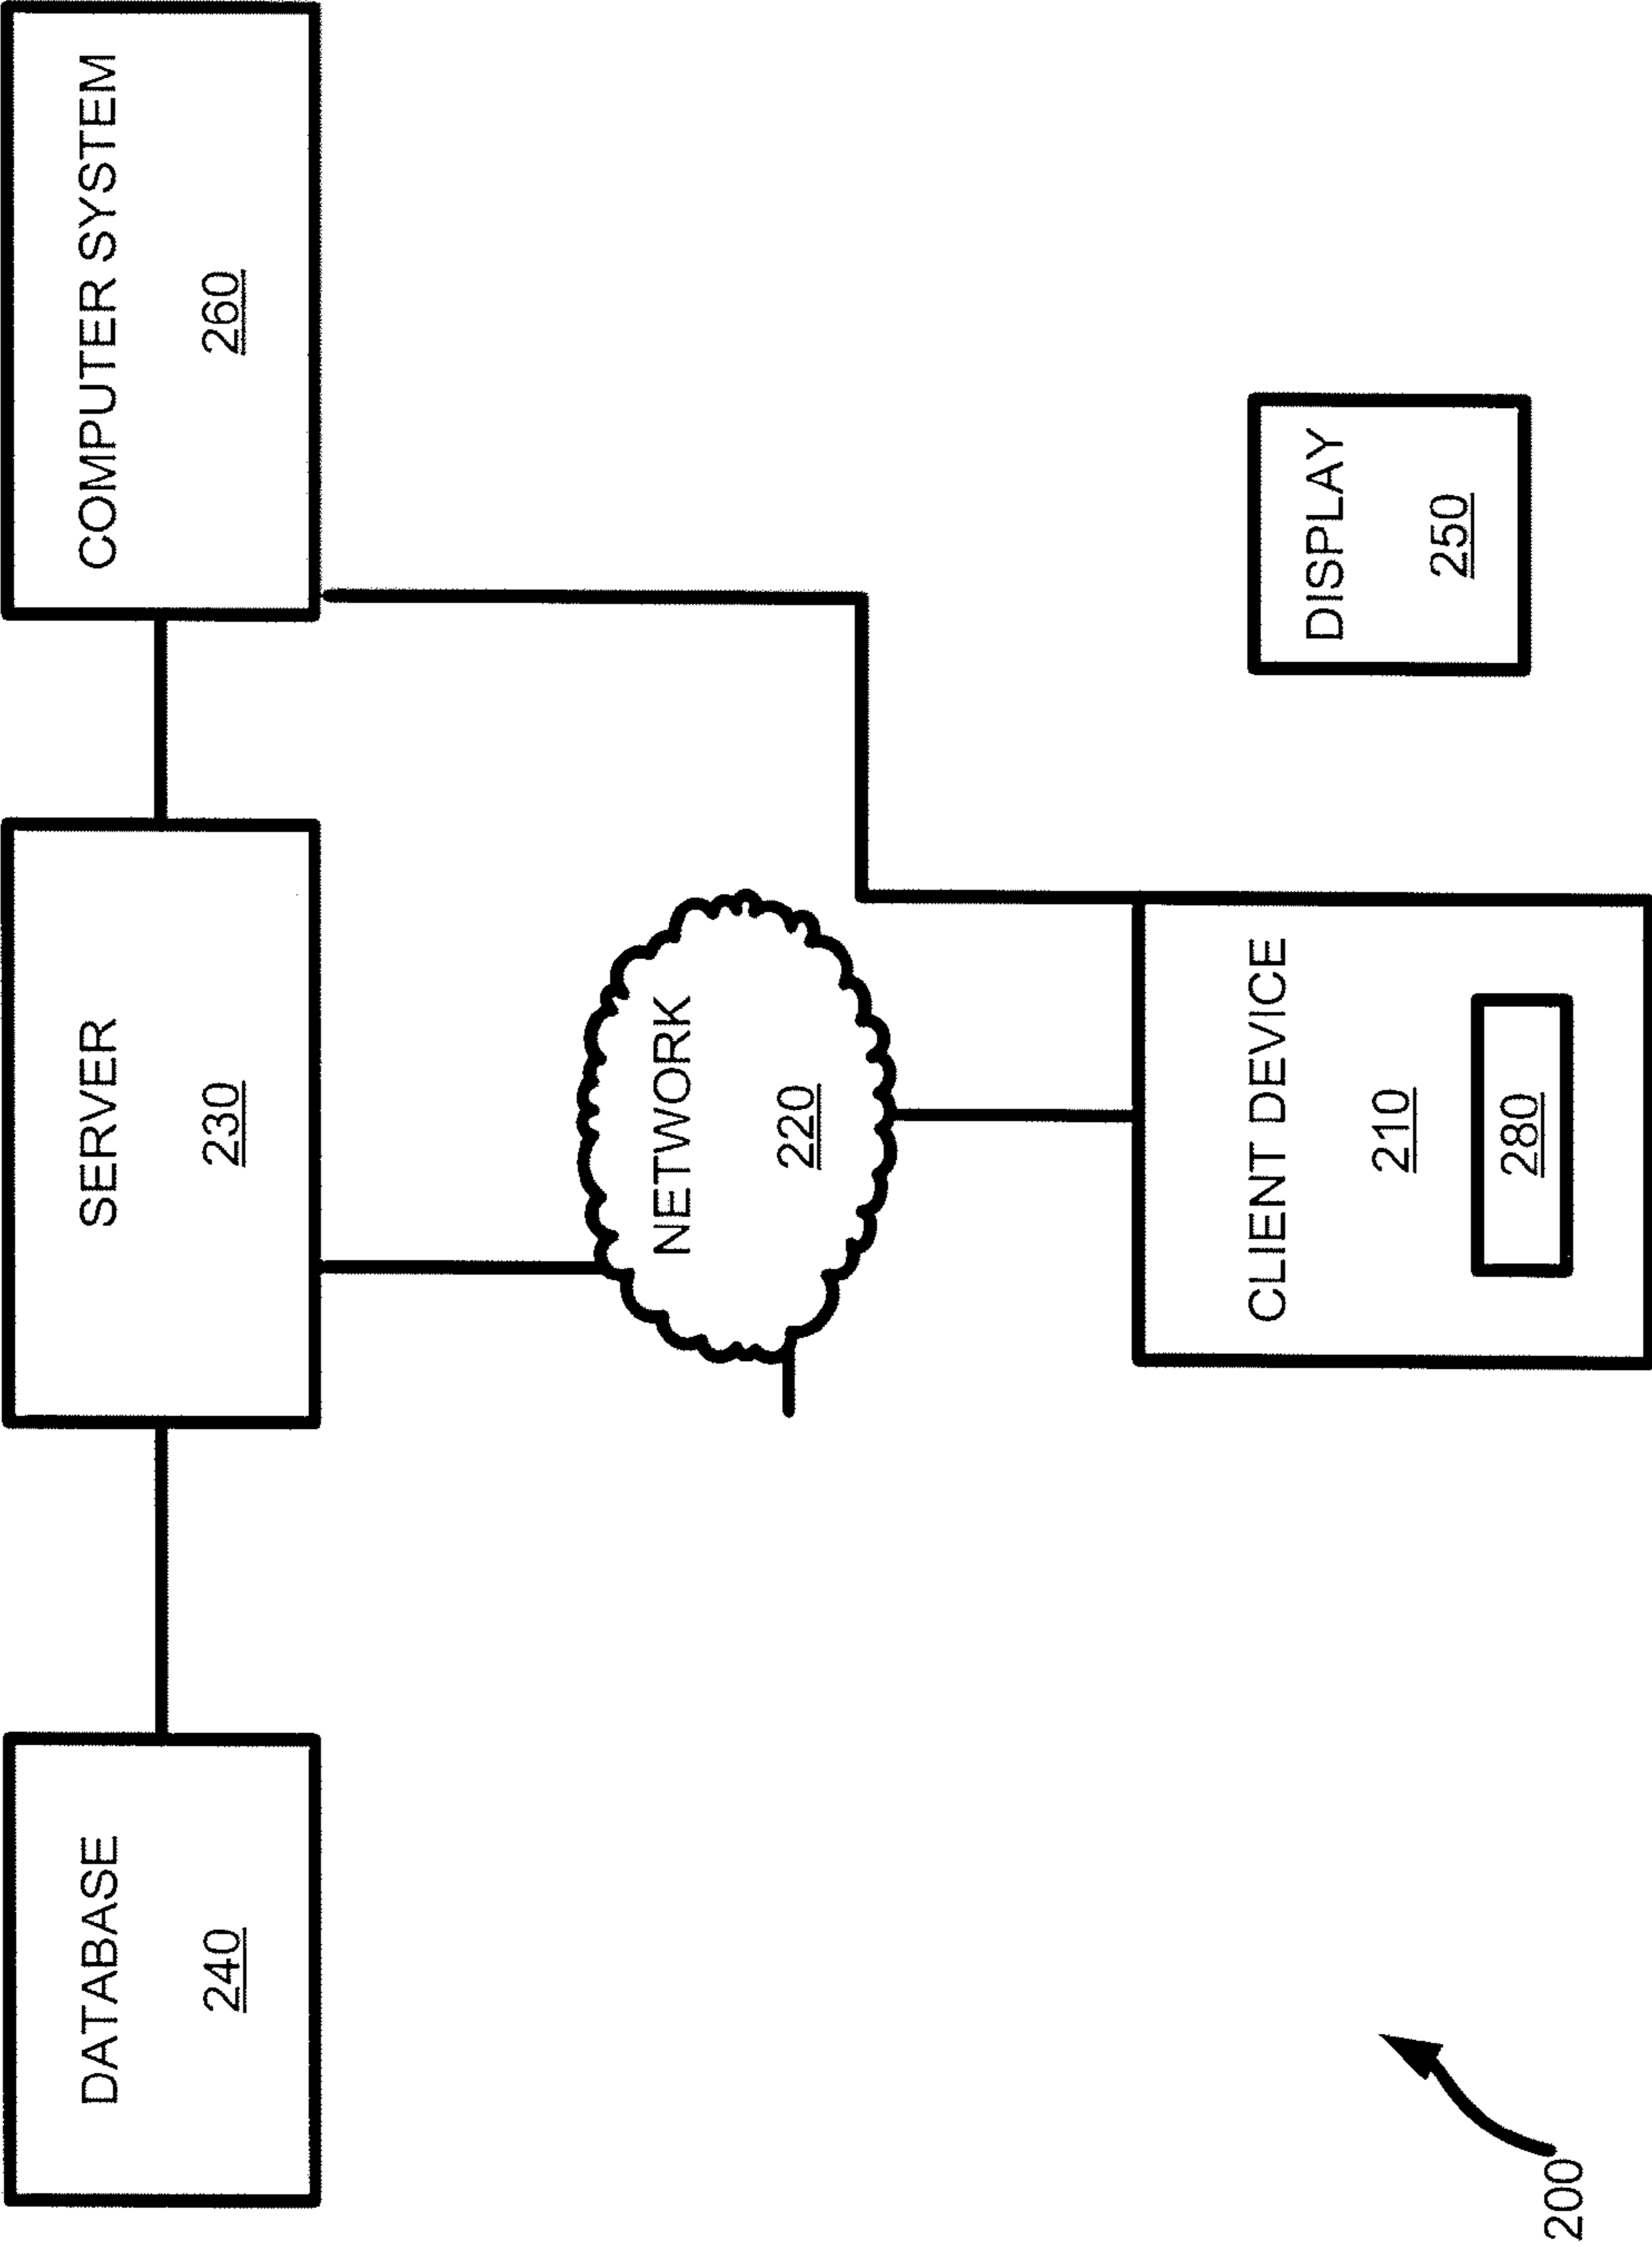 DATABASE
240
SERVER
230
COMPUTER SYSTEM
260
NETWORK
220
CLIENT DEVICE
210
280
DISPLAY
250
200